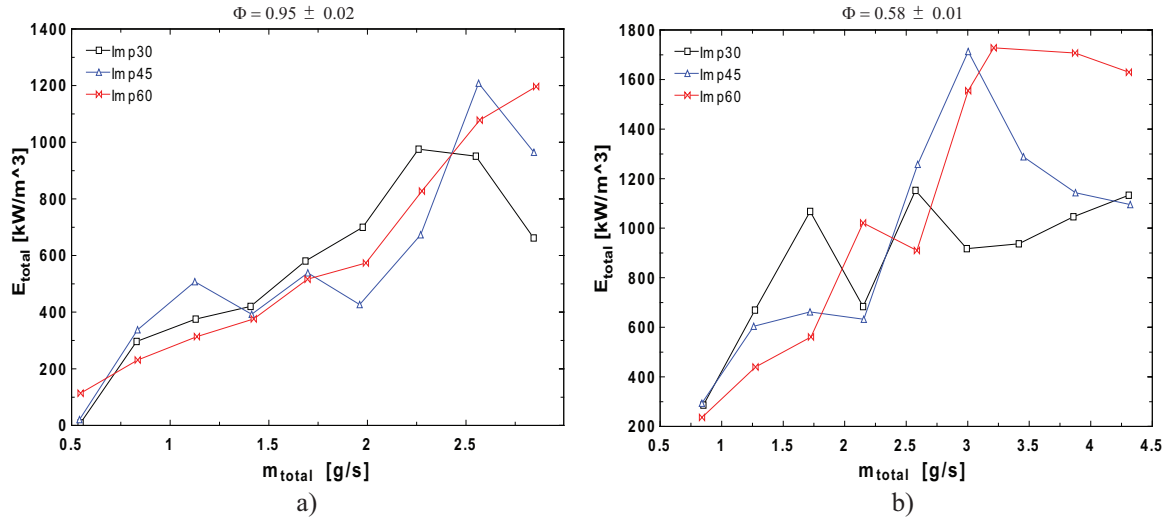 Φ = 0.95 ± 0.02
1400
1200
1000
800
600
400
200
0
E_total [kW/m^3]
Imp30
Imp45
Imp60
0.5 1 1.5 2 2.5
m_total [g/s]
a)
Φ = 0.58 ± 0.01
1800
1600
1400
1200
1000
800
600
400
200
E_total [kW/m^3]
Imp30
Imp45
Imp60
0.5 1 1.5 2 2.5 3 3.5 4 4.5
m_total [g/s]
b)